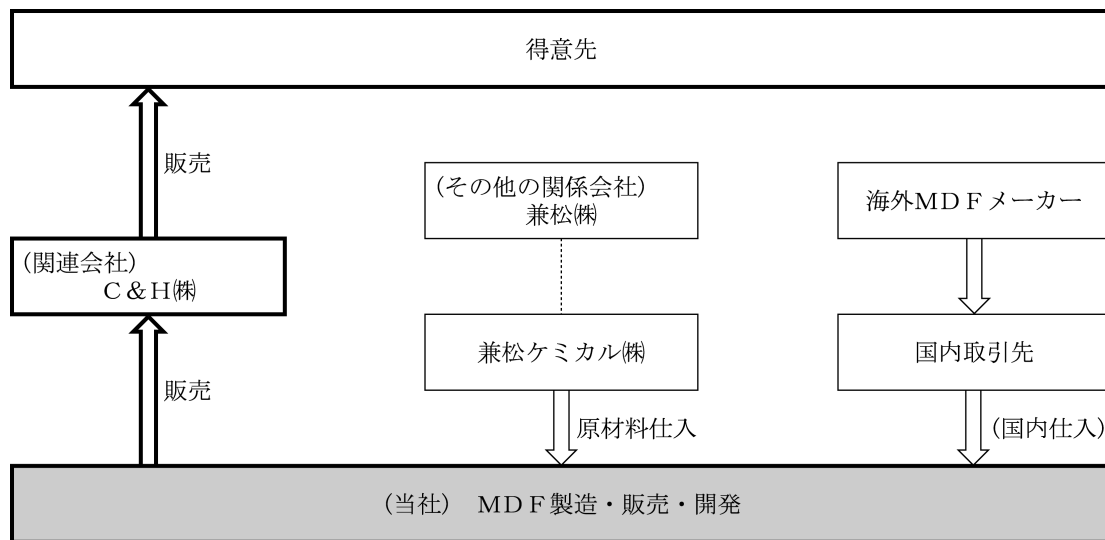 得意先
販売
(その他の関係会社)
兼松㈱
海外MDFメーカー
(関連会社)
C&H㈱
兼松ケミカル㈱
国内取引先
販売
原材料仕入
(国内仕入)
(当社) MDF製造・販売・開発